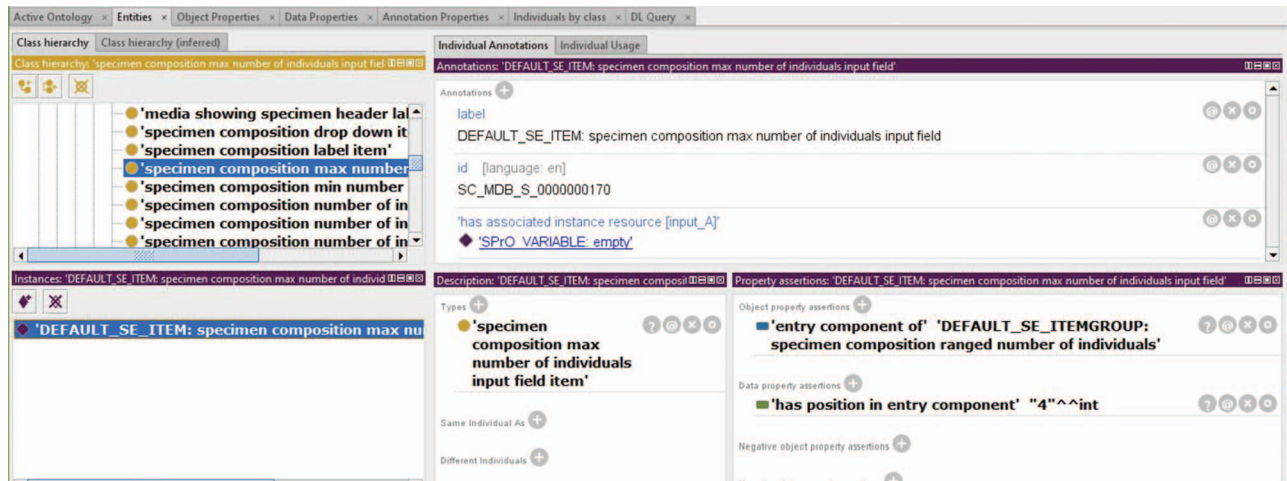 Active Ontology × Entities × Object Properties × Data Properties × Annotation Properties × Individuals by class × DL Query ×
Class hierarchy Class hierarchy (inferred)
Class hierarchy: 'specimen composition max number of individuals input fiel
'media showing specimen header lal
'specimen composition drop down it
'specimen composition label item'
'specimen composition max number
'specimen composition min number
'specimen composition number of in
'specimen composition number of in
'specimen composition number of in
Instances: 'DEFAULT_SE_ITEM: specimen composition max number of individ
'DEFAULT_SE_ITEM: specimen composition max nu
Individual Annotations Individual Usage
Annotations: 'DEFAULT_SE_ITEM: specimen composition max number of individuals input field'
Annotations
label
DEFAULT_SE_ITEM: specimen composition max number of individuals input field
id [language: en]
SC_MDB_S_0000000170
'has associated instance resource [input_A]'
'SPrO_VARIABLE: empty'
Description: 'DEFAULT_SE_ITEM: specimen composit
Types
'specimen
composition max
number of individuals
input field item'
Same Individual As
Different Individuals
Property assertions: 'DEFAULT_SE_ITEM: specimen composition max number of individuals input field'
Object property assertions
'entry component of' 'DEFAULT_SE_ITEMGROUP:
specimen composition ranged number of individuals'
Data property assertions
'has position in entry component' "4"^^int
Negative object property assertions